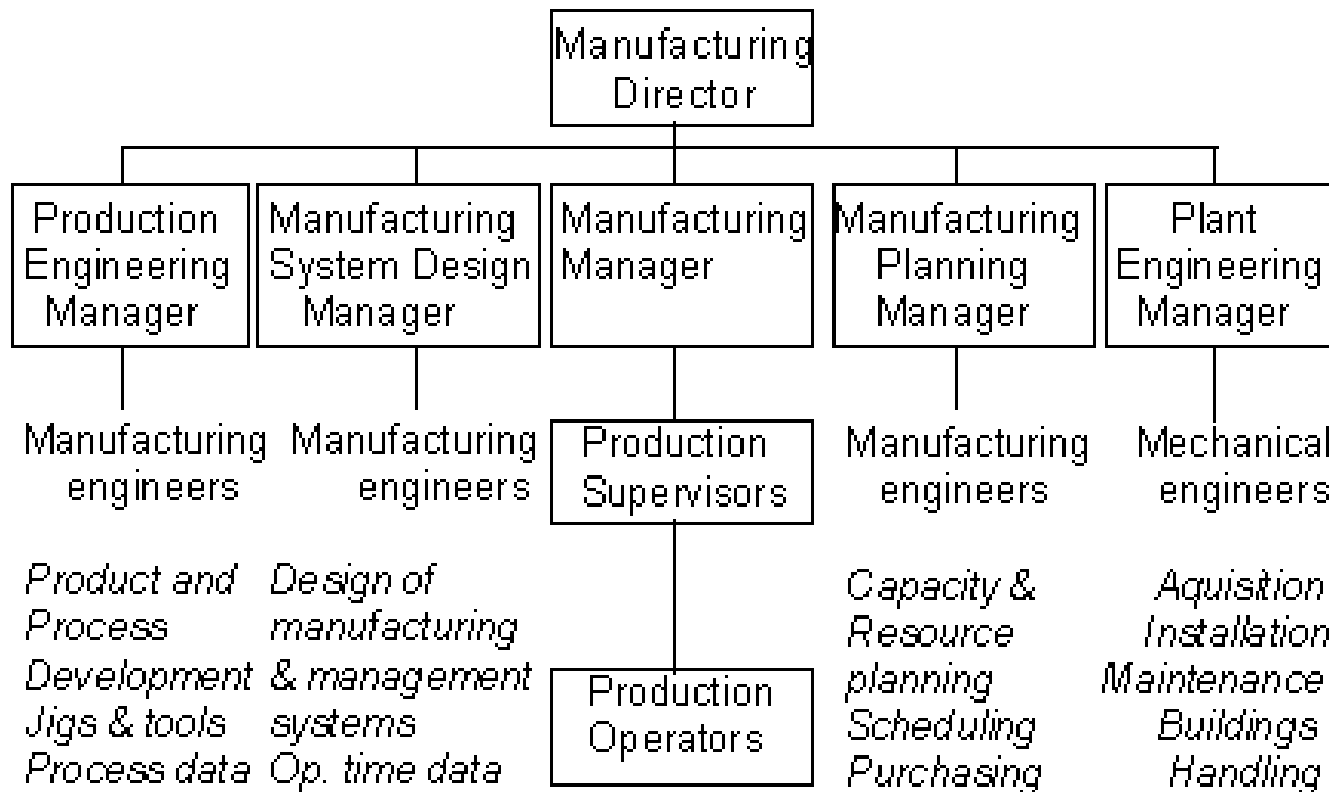 Manufacturing
Director
Production
Engineering
Manager
Manufacturing
System Design
Manager
Manufacturing
Manager
Manufacturing
Planning
Manager
Plant
Engineering
Manager
Manufacturing
engineers
Manufacturing
engineers
Production
Supervisors
Manufacturing
engineers
Mechanical
engineers
Product and
Process
Development
Jigs & tools
Process data
Design of
manufacturing
& management
systems
Op. time data
Production
Operators
Capacity &
Resource
planning
Scheduling
Purchasing
Aquisition
Installation
Maintenance
Buildings
Handling